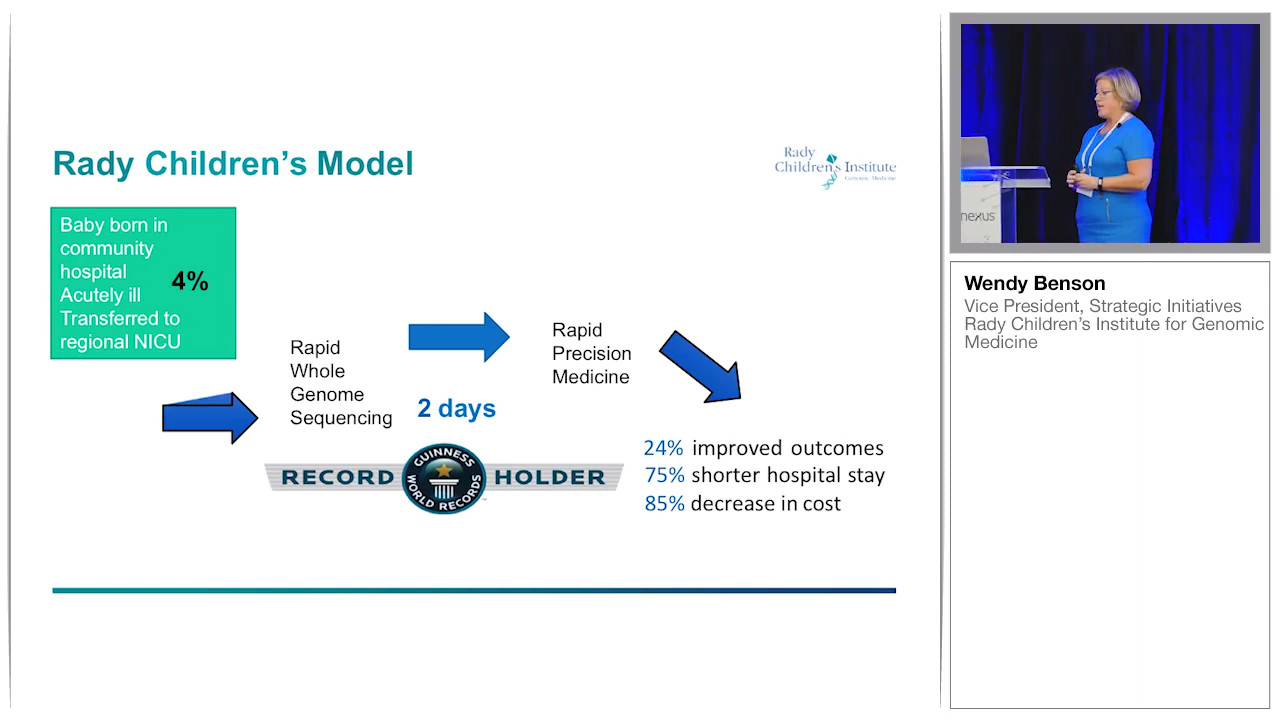 Rady Children's Model
Rady
Children's Institute
Genomic Medicine
Baby born in
community
hospital
Acutely ill
Transferred to
regional NICU
4%
Rapid
Whole
Genome
Sequencing
2 days
Rapid
Precision
Medicine
RECORD
GUINNESS
WORLD RECORDS
HOLDER
24% improved outcomes
75% shorter hospital stay
85% decrease in cost
nexus
Wendy Benson
Vice President, Strategic Initiatives
Rady Children's Institute for Genomic
Medicine